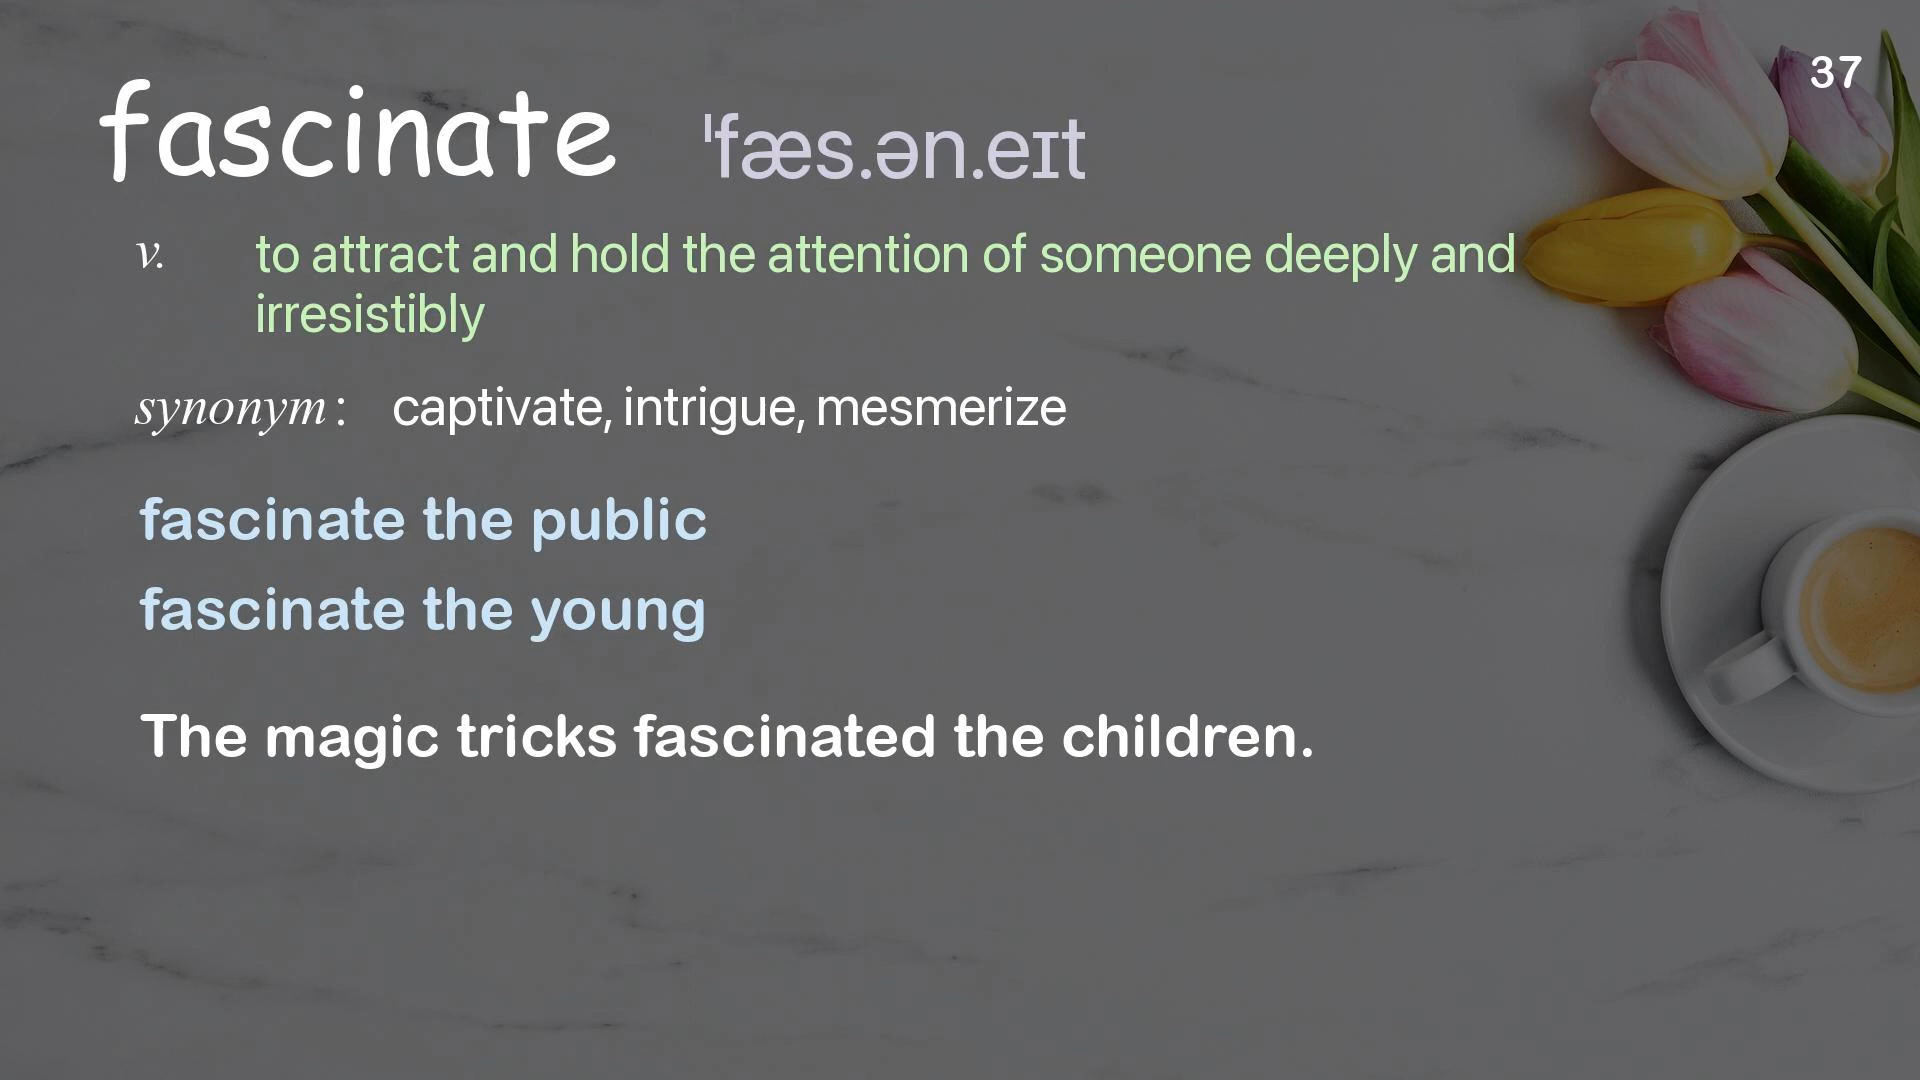 37
fascinate ˈfæs.ən.eɪt
v. to attract and hold the attention of someone deeply and
irresistibly
synonym : captivate, intrigue, mesmerize
fascinate the public
fascinate the young
The magic tricks fascinated the children.